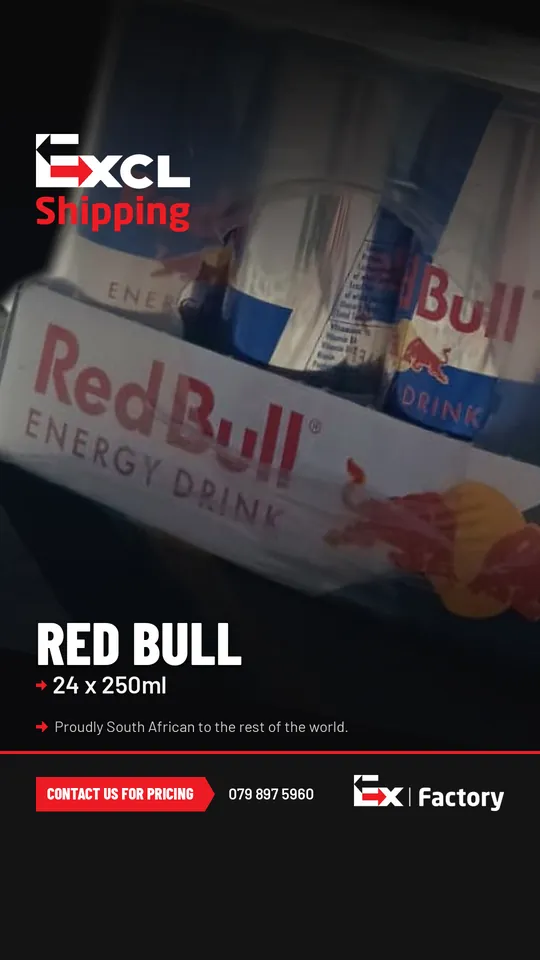 EXCL
Shipping
ENER
Red Bull
DRINK
Red Bull®
ENERGY DRINK
RED BULL
24 x 250ml
Proudly South African to the rest of the world.
CONTACT US FOR PRICING
079 897 5960
Ex | Factory